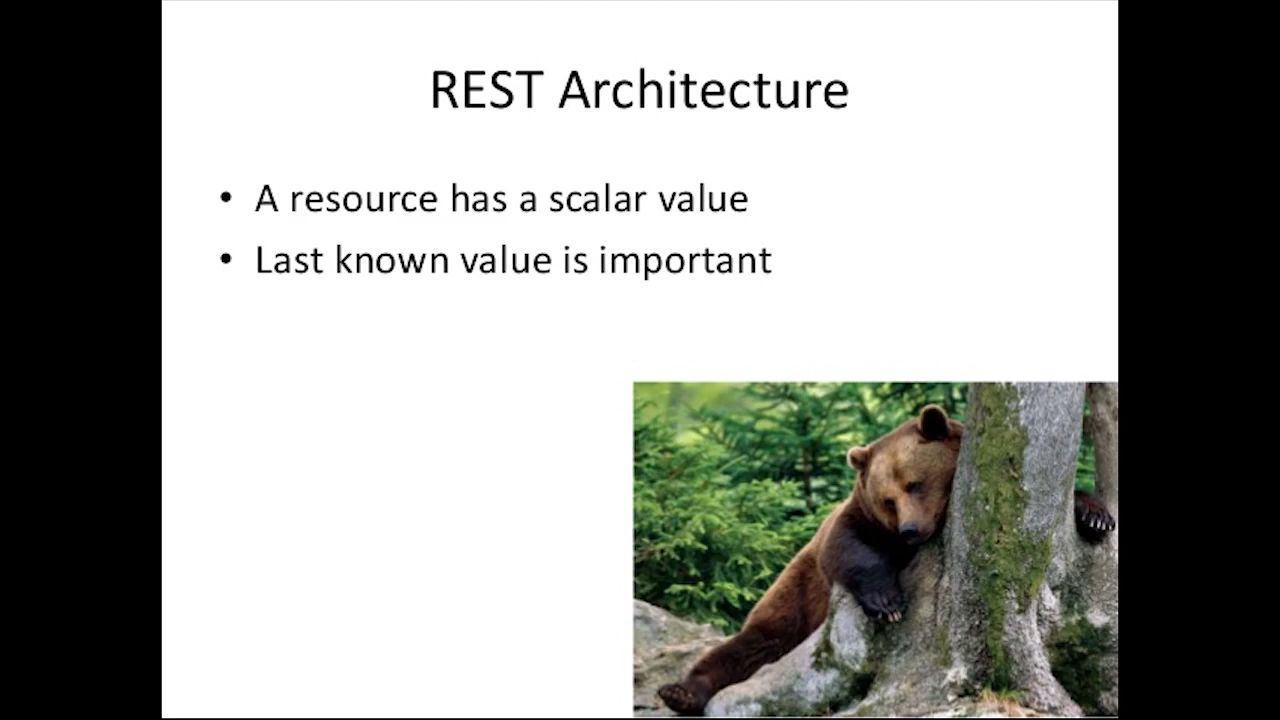 REST Architecture
• A resource has a scalar value
• Last known value is important